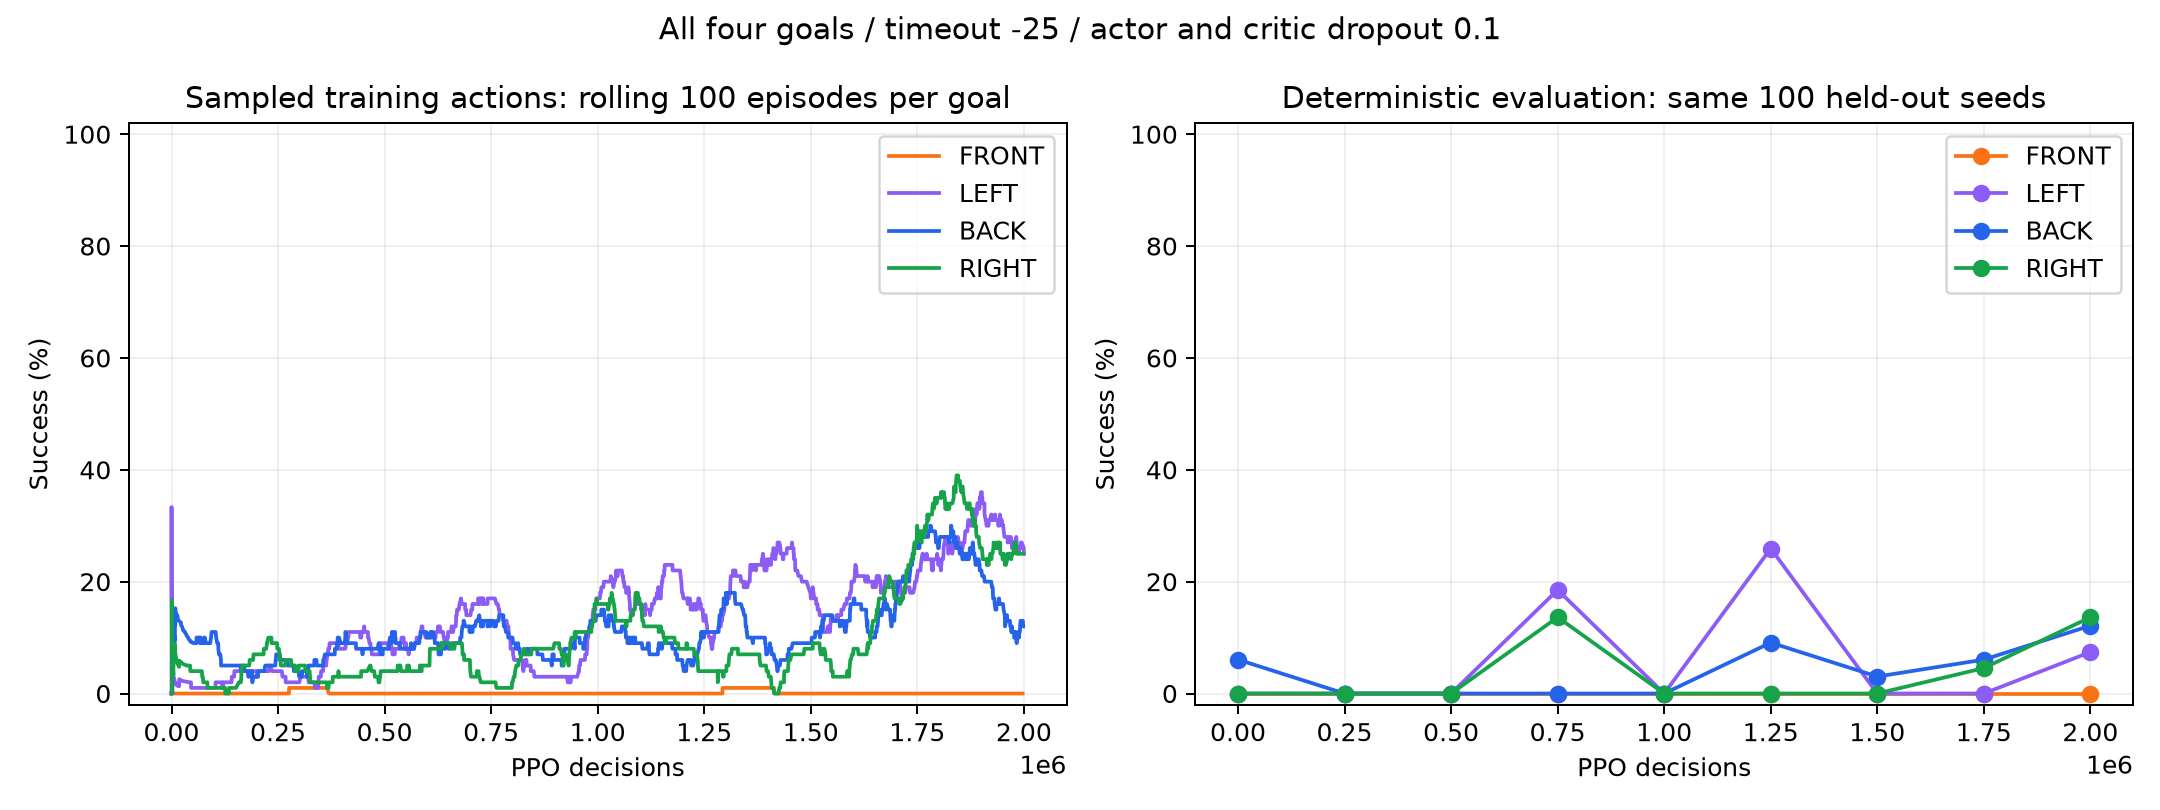 All four goals / timeout -25 / actor and critic dropout 0.1
Sampled training actions: rolling 100 episodes per goal
Success (%)
100
80
60
40
20
0
FRONT
LEFT
BACK
RIGHT
0.00 0.25 0.50 0.75 1.00 1.25 1.50 1.75 2.00
PPO decisions
1e6
Deterministic evaluation: same 100 held-out seeds
Success (%)
100
80
60
40
20
0
FRONT
LEFT
BACK
RIGHT
0.00 0.25 0.50 0.75 1.00 1.25 1.50 1.75 2.00
PPO decisions
1e6